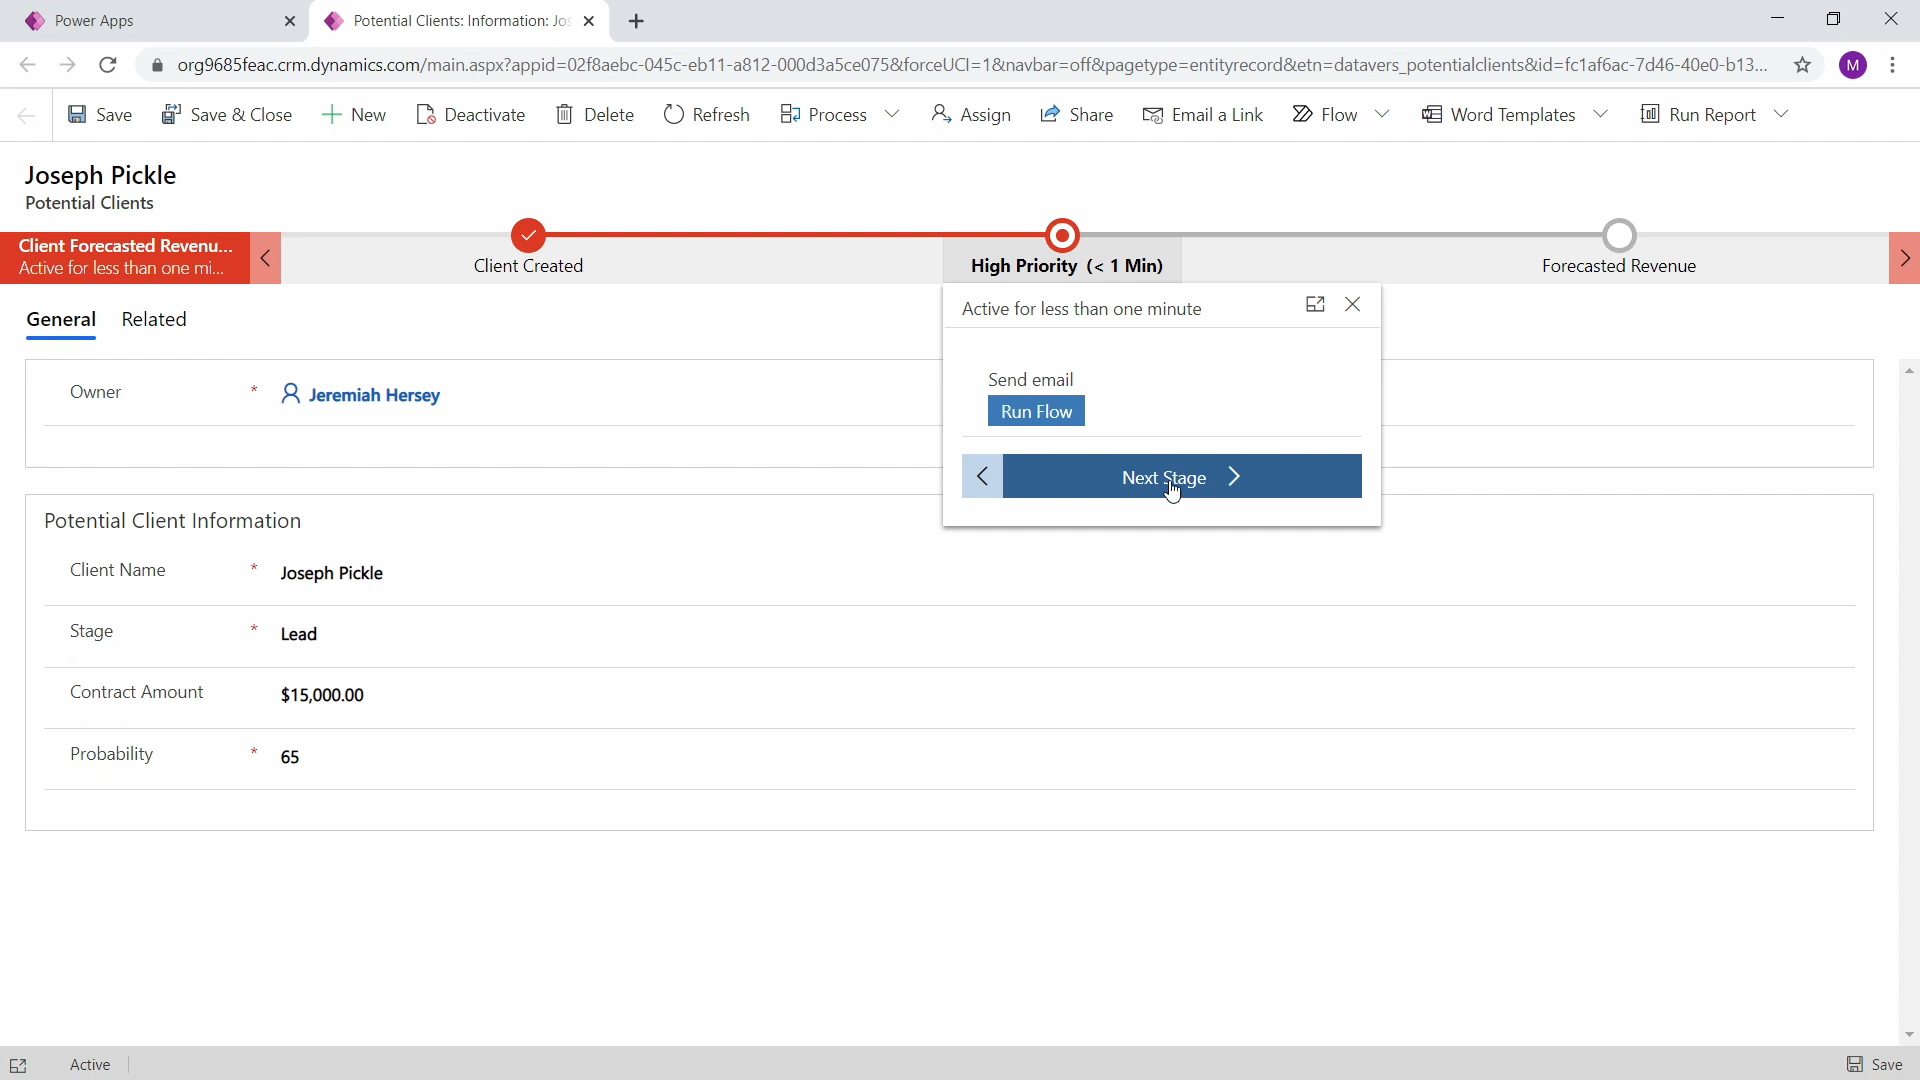 Power Apps
Potential Clients: Information: Jos
org9685feac.crm.dynamics.com/main.aspx?appid=02f8aebc-045c-eb11-a812-000d3a5ce075&forceUCI=1&navbar=off&pagetype=entityrecord&etn=datavers_potentialclients&id=fc1af6ac-7d46-40e0-b13...
M
Save
Save & Close
New
Deactivate
Delete
Refresh
Process
Assign
Share
Email a Link
Flow
Word Templates
Run Report
Joseph Pickle
Potential Clients
Client Forecasted Revenu...
Active for less than one mi...
Client Created
High Priority (< 1 Min)
Forecasted Revenue
General
Related
Active for less than one minute
Send email
Run Flow
Next Stage
Owner * Jeremiah Hersey
Potential Client Information
Client Name * Joseph Pickle
Stage * Lead
Contract Amount $15,000.00
Probability * 65
Active
Save